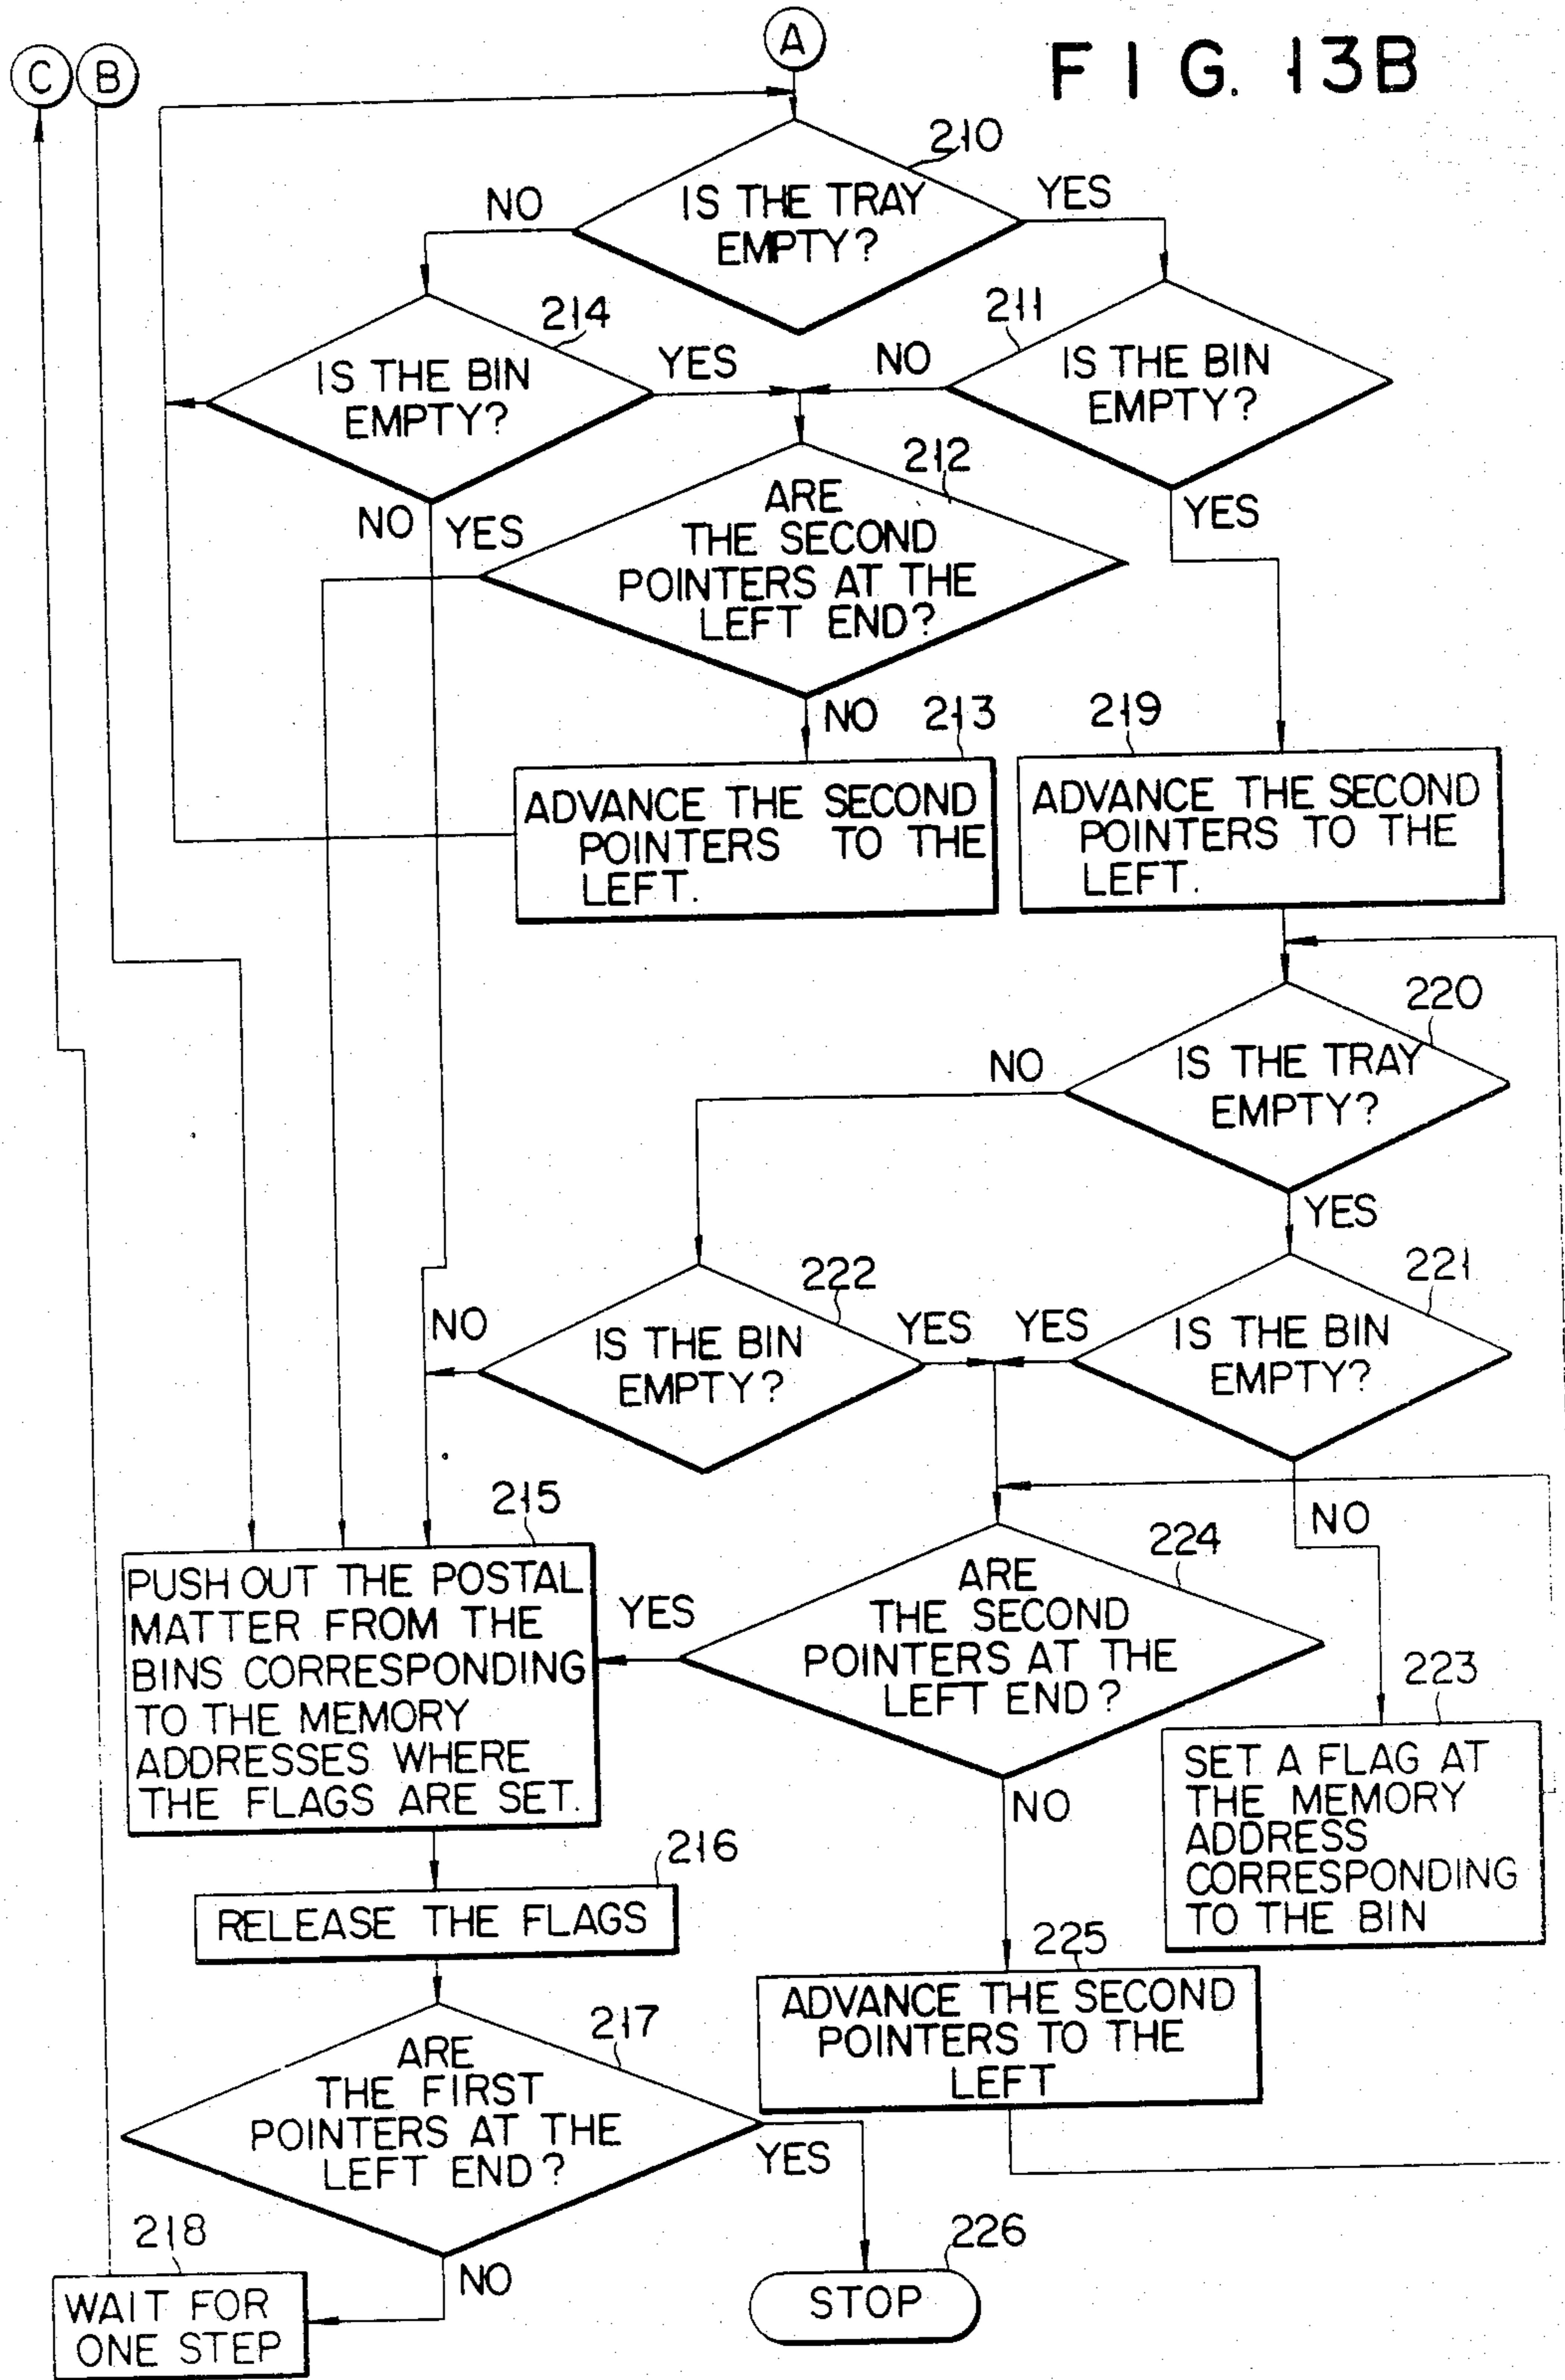 C
B
A
FIG. 13B
210
IS THE TRAY
EMPTY?
NO
YES
214
IS THE BIN
EMPTY?
YES
NO
211
IS THE BIN
EMPTY?
NO
YES
212
ARE
THE SECOND
POINTERS AT THE
LEFT END?
YES
NO
213
ADVANCE THE SECOND
POINTERS TO THE
LEFT.
219
ADVANCE THE SECOND
POINTERS TO THE
LEFT.
220
IS THE TRAY
EMPTY?
NO
YES
222
IS THE BIN
EMPTY?
NO
YES
221
IS THE BIN
EMPTY?
YES
NO
215
PUSH OUT THE POSTAL
MATTER FROM THE
BINS CORRESPONDING
TO THE MEMORY
ADDRESSES WHERE
THE FLAGS ARE SET.
224
ARE
THE SECOND
POINTERS AT THE
LEFT END?
YES
NO
223
SET A FLAG AT
THE MEMORY
ADDRESS
CORRESPONDING
TO THE BIN
216
RELEASE THE FLAGS
225
ADVANCE THE SECOND
POINTERS TO THE
LEFT
217
ARE
THE FIRST
POINTERS AT THE
LEFT END?
YES
NO
218
WAIT FOR
ONE STEP
226
STOP